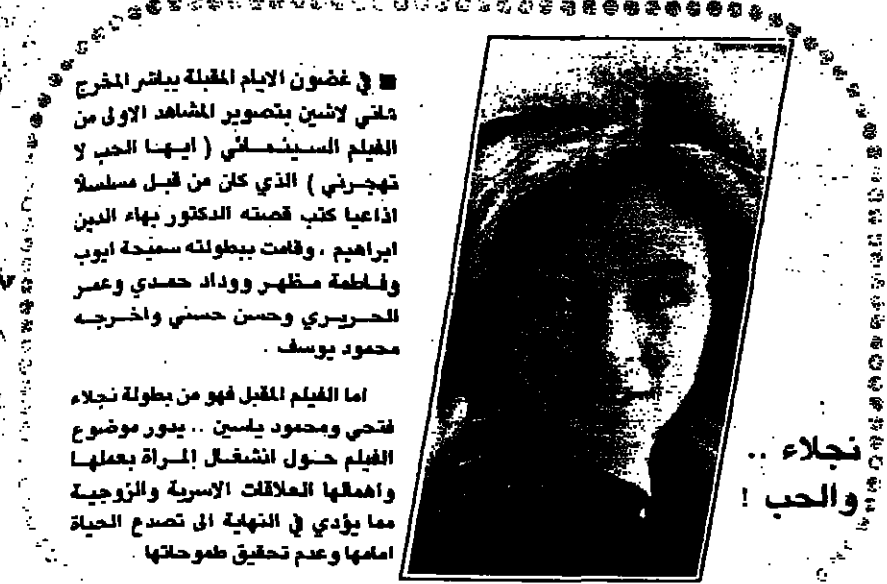 نجلاء ..
والحب !
■ في غضون الايام المقبلة يباشر المخرج
شاني لاشين بتصوير المشاهد الاولى من
الفيلم السينمائي ( ايها الحب لا
تهجرني ) الذي كان من قبل مسلسلا
اذاعيا كتب قصته الدكتور بهاء الدين
ابراهيم ، وقامت ببطولته سميحة ايوب
وفاطمة مظهر ووداد حمدي وعمر
الحريري وحسن حسني واخرجه
محمود يوسف .
اما الفيلم المقبل فهو من بطولة نجلاء
فتحي ومحمود ياسين .. يدور موضوع
الفيلم حول انشغال المراة بعملها
واهمالها العلاقات الاسرية والزوجية
مما يؤدي في النهاية الى تصدع الحياة
امامها وعدم تحقيق طموحاتها .